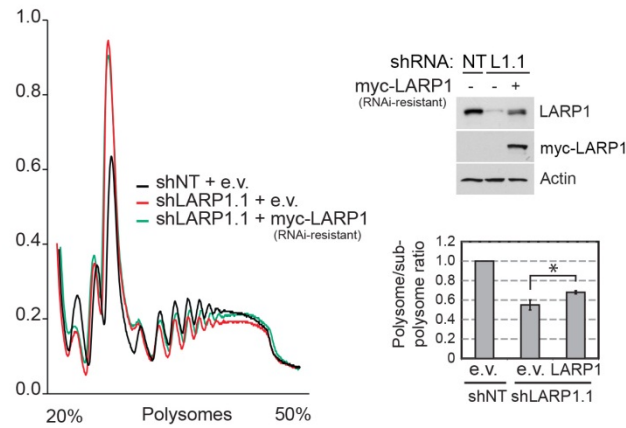 1.0
0.8
0.6
0.4
0.2
0.0
20%
Polysomes
50%
shNT + e.v.
shLARP1.1 + e.v.
shLARP1.1 + myc-LARP1
(RNAi-resistant)
shRNA: NT L1.1
myc-LARP1 - - +
(RNAi-resistant)
LARP1
myc-LARP1
Actin
Polysome/sub-
polysome ratio
1.2
1
0.8
0.6
0.4
0.2
0
*
e.v. e.v. LARP1
shNT shLARP1.1